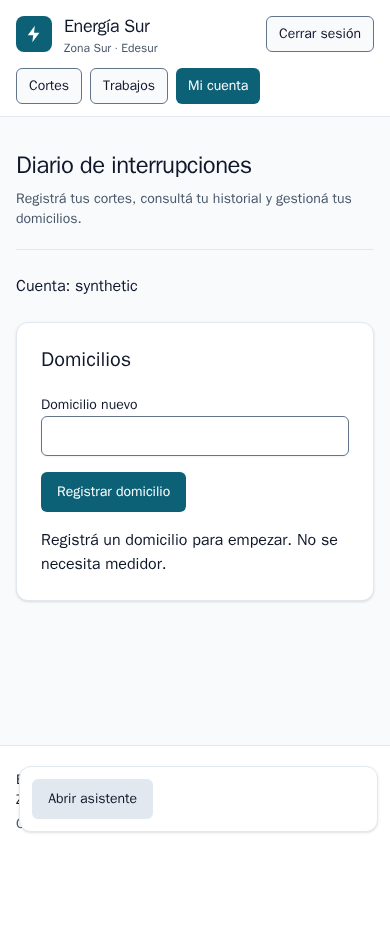 Energía Sur
Zona Sur · Edesur
Cerrar sesión
Cortes
Trabajos
Mi cuenta
Diario de interrupciones
Registrá tus cortes, consultá tu historial y gestioná tus
domicilios.
Cuenta: synthetic
Domicilios
Domicilio nuevo
Registrar domicilio
Registrá un domicilio para empezar. No se
necesita medidor.
Abrir asistente